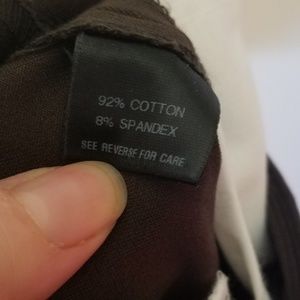 92% COTTON
8% SPANDEX
SEE REVERSE FOR CARE